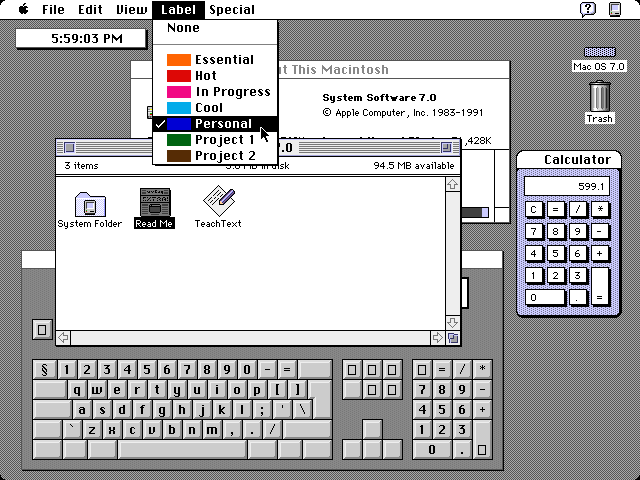 File Edit View Label Special
5:59:03 PM
None
Essential
Hot
In Progress
Cool
Personal
Project 1
Project 2
t This Macintosh
System Software 7.0
© Apple Computer, Inc. 1983-1991
,428K
.0
3 items
in disk
94.5 MB available
System Folder
Read Me
TeachText
Mac OS 7.0
Trash
Calculator
599.1
C = / *
7 8 9 -
4 5 6 +
1 2 3
0 . =
§ 1 2 3 4 5 6 7 8 9 0 - =
q w e r t y u i o p [ ]
a s d f g h j k l ; ' \
` z x c v b n m , . /
= / *
7 8 9 -
4 5 6 +
1 2 3
0 .